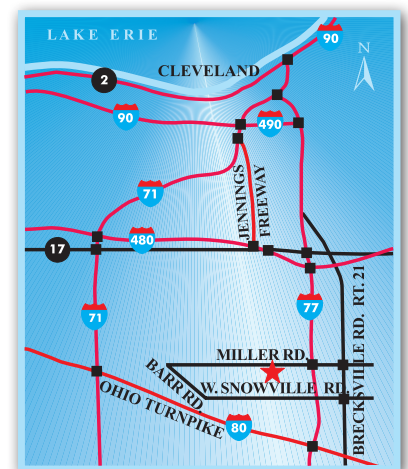 LAKE ERIE
90
N
CLEVELAND
2
90
490
71
JENNINGS
FREEWAY
17
480
71
77
BRECKSVILLE RD. RT. 21
MILLER RD.
BARR RD.
W. SNOWVILLE RD.
OHIO TURNPIKE
80